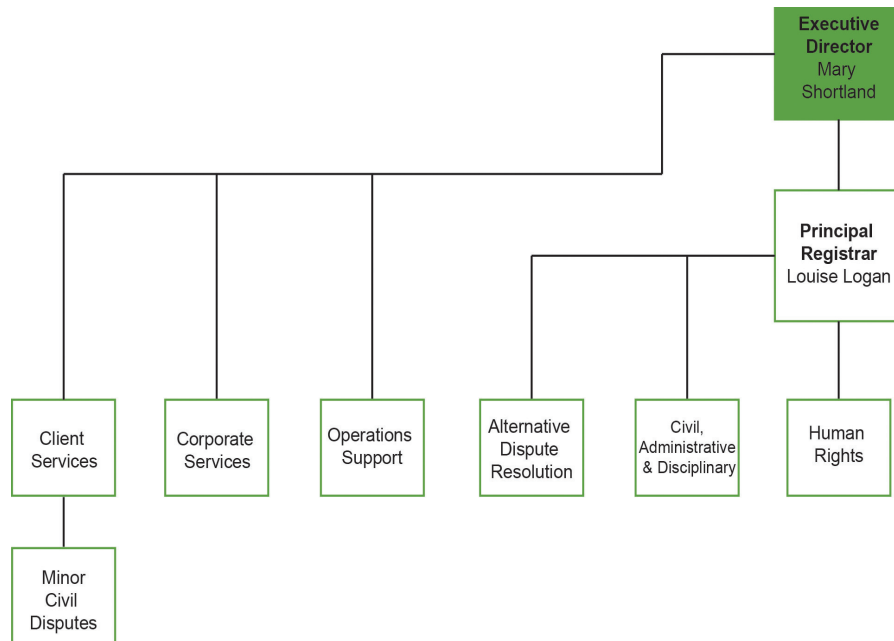 Executive
Director
Mary
Shortland
Principal
Registrar
Louise Logan
Client
Services
Corporate
Services
Operations
Support
Alternative
Dispute
Resolution
Civil,
Administrative
& Disciplinary
Human
Rights
Minor
Civil
Disputes